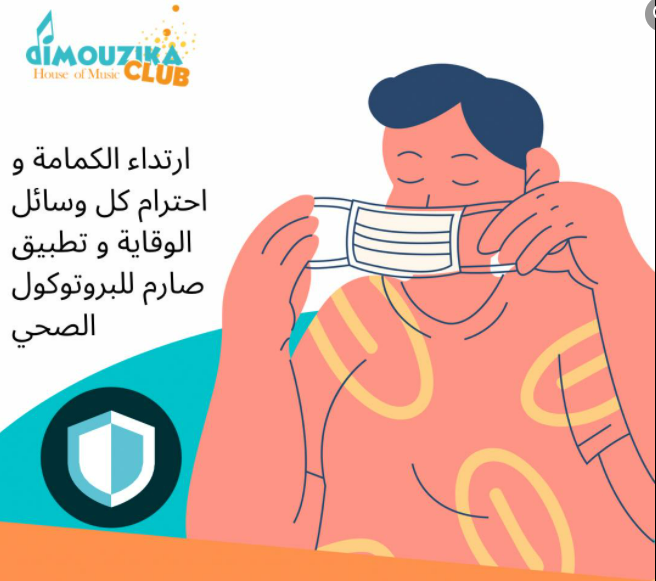 dimouzika
House of Music CLUB
ارتداء الكمامة و
احترام كل وسائل
الوقاية و تطبيق
صارم للبروتوكول
الصحي